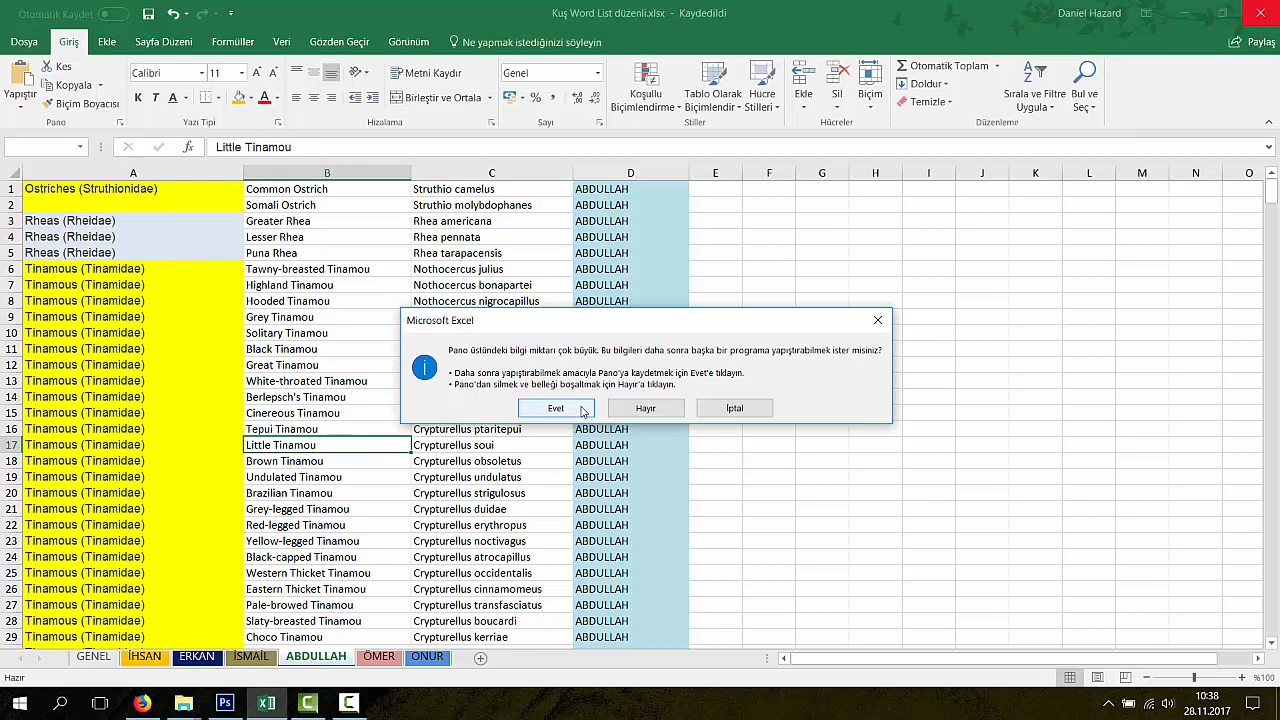 Otomatik Kaydet
Kuş Word List düzenli.xlsx - Kaydedildi
Daniel Hazard
Dosya Giriş Ekle Sayfa Düzeni Formüller Veri Gözden Geçir Görünüm Ne yapmak istediğinizi söyleyin Paylaş
Yapıştır
Kes
Kopyala
Biçim Boyacısı
Pano
Calibri 11
K T A
Yazı Tipi
Metni Kaydır
Birleştir ve Ortala
Hizalama
Genel
Sayı
Koşullu Biçimlendirme
Tablo Olarak Biçimlendir
Hücre Stilleri
Stiller
Ekle Sil Biçim
Hücreler
Otomatik Toplam
Doldur
Temizle
Sırala ve Filtre Uygula
Bul ve Seç
Düzenleme
fx Little Tinamou
A B C D E F G H I J K L M N O
1 Ostriches (Struthionidae) Common Ostrich Struthio camelus ABDULLAH
2 Somali Ostrich Struthio molybdophanes ABDULLAH
3 Rheas (Rheidae) Greater Rhea Rhea americana ABDULLAH
4 Rheas (Rheidae) Lesser Rhea Rhea pennata ABDULLAH
5 Rheas (Rheidae) Puna Rhea Rhea tarapacensis ABDULLAH
6 Tinamous (Tinamidae) Tawny-breasted Tinamou Nothocercus julius ABDULLAH
7 Tinamous (Tinamidae) Highland Tinamou Nothocercus bonapartei ABDULLAH
8 Tinamous (Tinamidae) Hooded Tinamou Nothocercus nigrocapillus ABDULLAH
9 Tinamous (Tinamidae) Grey Tinamou
10 Tinamous (Tinamidae) Solitary Tinamou
11 Tinamous (Tinamidae) Black Tinamou
12 Tinamous (Tinamidae) Great Tinamou
13 Tinamous (Tinamidae) White-throated Tinamou
14 Tinamous (Tinamidae) Berlepsch's Tinamou
15 Tinamous (Tinamidae) Cinereous Tinamou
16 Tinamous (Tinamidae) Tepui Tinamou Crypturellus ptaritepui ABDULLAH
17 Tinamous (Tinamidae) Little Tinamou Crypturellus soui ABDULLAH
18 Tinamous (Tinamidae) Brown Tinamou Crypturellus obsoletus ABDULLAH
19 Tinamous (Tinamidae) Undulated Tinamou Crypturellus undulatus ABDULLAH
20 Tinamous (Tinamidae) Brazilian Tinamou Crypturellus strigulosus ABDULLAH
21 Tinamous (Tinamidae) Grey-legged Tinamou Crypturellus duidae ABDULLAH
22 Tinamous (Tinamidae) Red-legged Tinamou Crypturellus erythropus ABDULLAH
23 Tinamous (Tinamidae) Yellow-legged Tinamou Crypturellus noctivagus ABDULLAH
24 Tinamous (Tinamidae) Black-capped Tinamou Crypturellus atrocapillus ABDULLAH
25 Tinamous (Tinamidae) Western Thicket Tinamou Crypturellus occidentalis ABDULLAH
26 Tinamous (Tinamidae) Eastern Thicket Tinamou Crypturellus cinnamomeus ABDULLAH
27 Tinamous (Tinamidae) Pale-browed Tinamou Crypturellus transfasciatus ABDULLAH
28 Tinamous (Tinamidae) Slaty-breasted Tinamou Crypturellus boucardi ABDULLAH
29 Tinamous (Tinamidae) Choco Tinamou Crypturellus kerriae ABDULLAH
Microsoft Excel
Pano üstündeki bilgi miktarı çok büyük. Bu bilgileri daha sonra başka bir programa yapıştırabilmek ister misiniz?
• Daha sonra yapıştırabilmek amacıyla Pano'ya kaydetmek için Evet'e tıklayın.
• Pano'dan silmek ve belleği boşaltmak için Hayır'a tıklayın.
Evet Hayır İptal
GENEL İHSAN ERKAN İSMAİL ABDULLAH ÖMER ONUR
Hazır
%100
Ps
10:38
28.11.2017